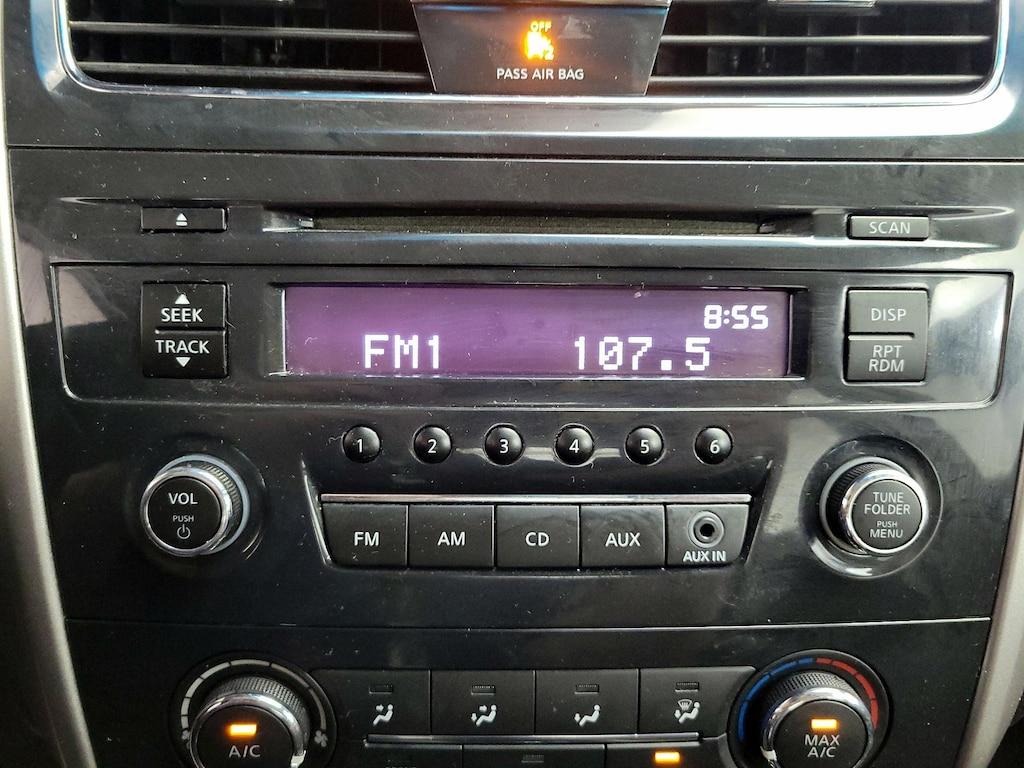 OFF
PASS AIR BAG
SCAN
8:55
SEEK
TRACK
FM1 107.5
DISP
RPT
RDM
1 2 3 4 5 6
VOL
PUSH
TUNE
FOLDER
PUSH
MENU
FM AM CD AUX AUX IN
A/C
MAX
A/C